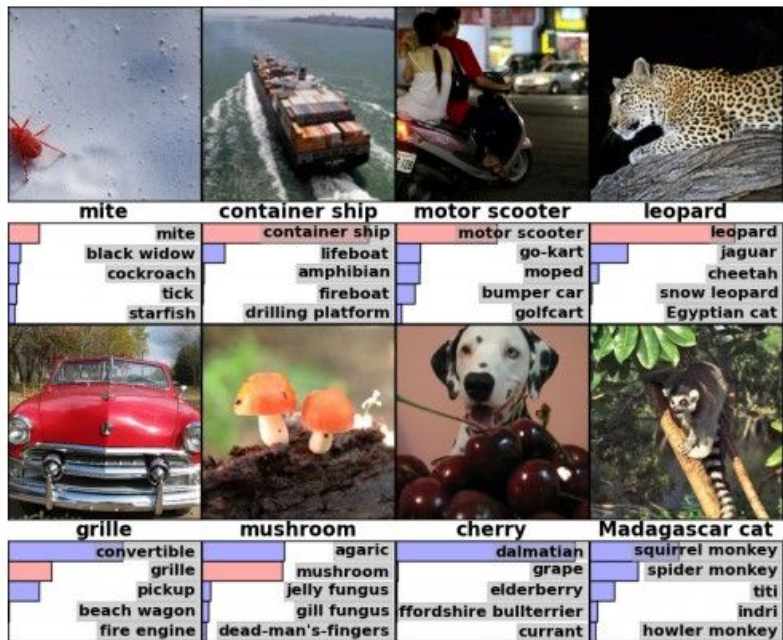 mite
container ship
motor scooter
leopard
mite
black widow
cockroach
tick
starfish
container ship
lifeboat
amphibian
fireboat
drilling platform
motor scooter
go-kart
moped
bumper car
golfcart
leopard
jaguar
cheetah
snow leopard
Egyptian cat
grille
mushroom
cherry
Madagascar cat
convertible
grille
pickup
beach wagon
fire engine
agaric
mushroom
jelly fungus
gill fungus
dead-man's-fingers
dalmatian
grape
elderberry
ffordshire bullterrier
currant
squirrel monkey
spider monkey
titi
indri
howler monkey